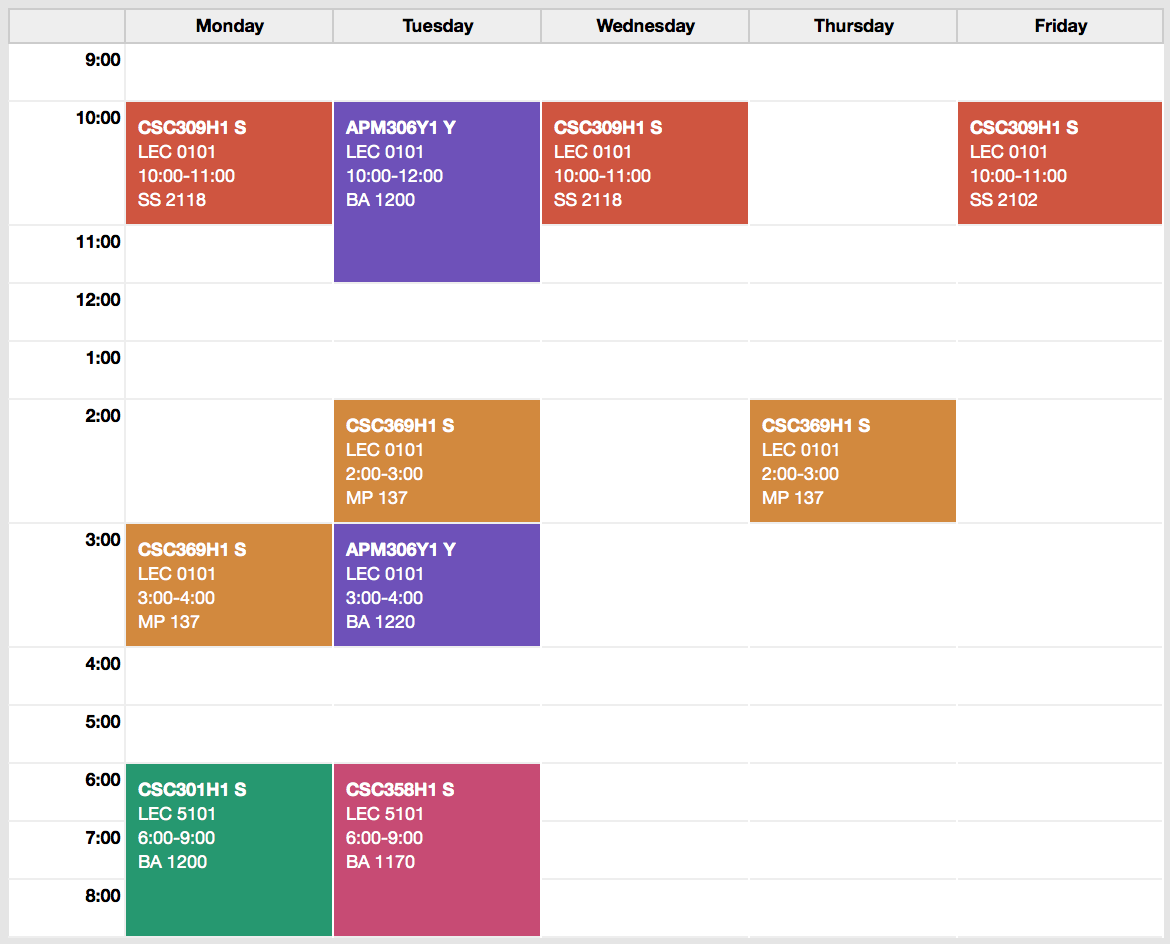 Monday Tuesday Wednesday Thursday Friday
9:00
10:00
CSC309H1 S
LEC 0101
10:00-11:00
SS 2118
APM306Y1 Y
LEC 0101
10:00-12:00
BA 1200
CSC309H1 S
LEC 0101
10:00-11:00
SS 2118
CSC309H1 S
LEC 0101
10:00-11:00
SS 2102
11:00
12:00
1:00
2:00
CSC369H1 S
LEC 0101
2:00-3:00
MP 137
CSC369H1 S
LEC 0101
2:00-3:00
MP 137
3:00
CSC369H1 S
LEC 0101
3:00-4:00
MP 137
APM306Y1 Y
LEC 0101
3:00-4:00
BA 1220
4:00
5:00
6:00
CSC301H1 S
LEC 5101
6:00-9:00
BA 1200
CSC358H1 S
LEC 5101
6:00-9:00
BA 1170
7:00
8:00